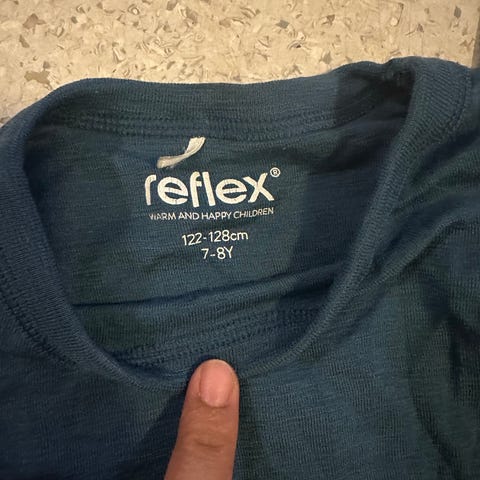 reflex®
WARM AND HAPPY CHILDREN
122-128cm
7-8Y